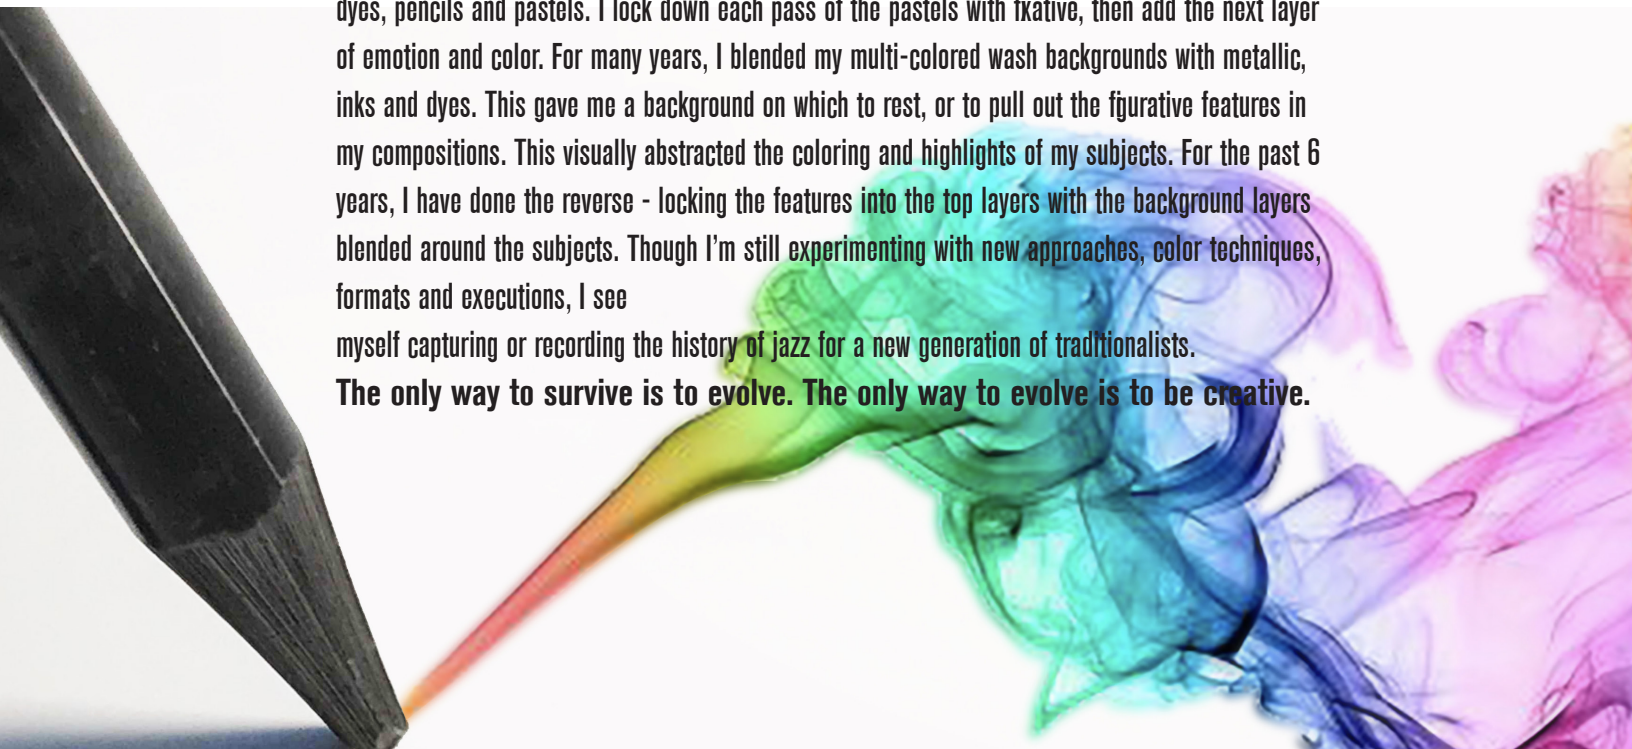 dyes, pencils and pastels. I lock down each pass of the pastels with fxative, then add the next layer
of emotion and color. For many years, I blended my multi-colored wash backgrounds with metallic,
inks and dyes. This gave me a background on which to rest, or to pull out the fgurative features in
my compositions. This visually abstracted the coloring and highlights of my subjects. For the past 6
years, I have done the reverse - locking the features into the top layers with the background layers
blended around the subjects. Though I'm still experimenting with new approaches, color techniques,
formats and executions, I see
myself capturing or recording the history of jazz for a new generation of traditionalists.
The only way to survive is to evolve. The only way to evolve is to be creative.